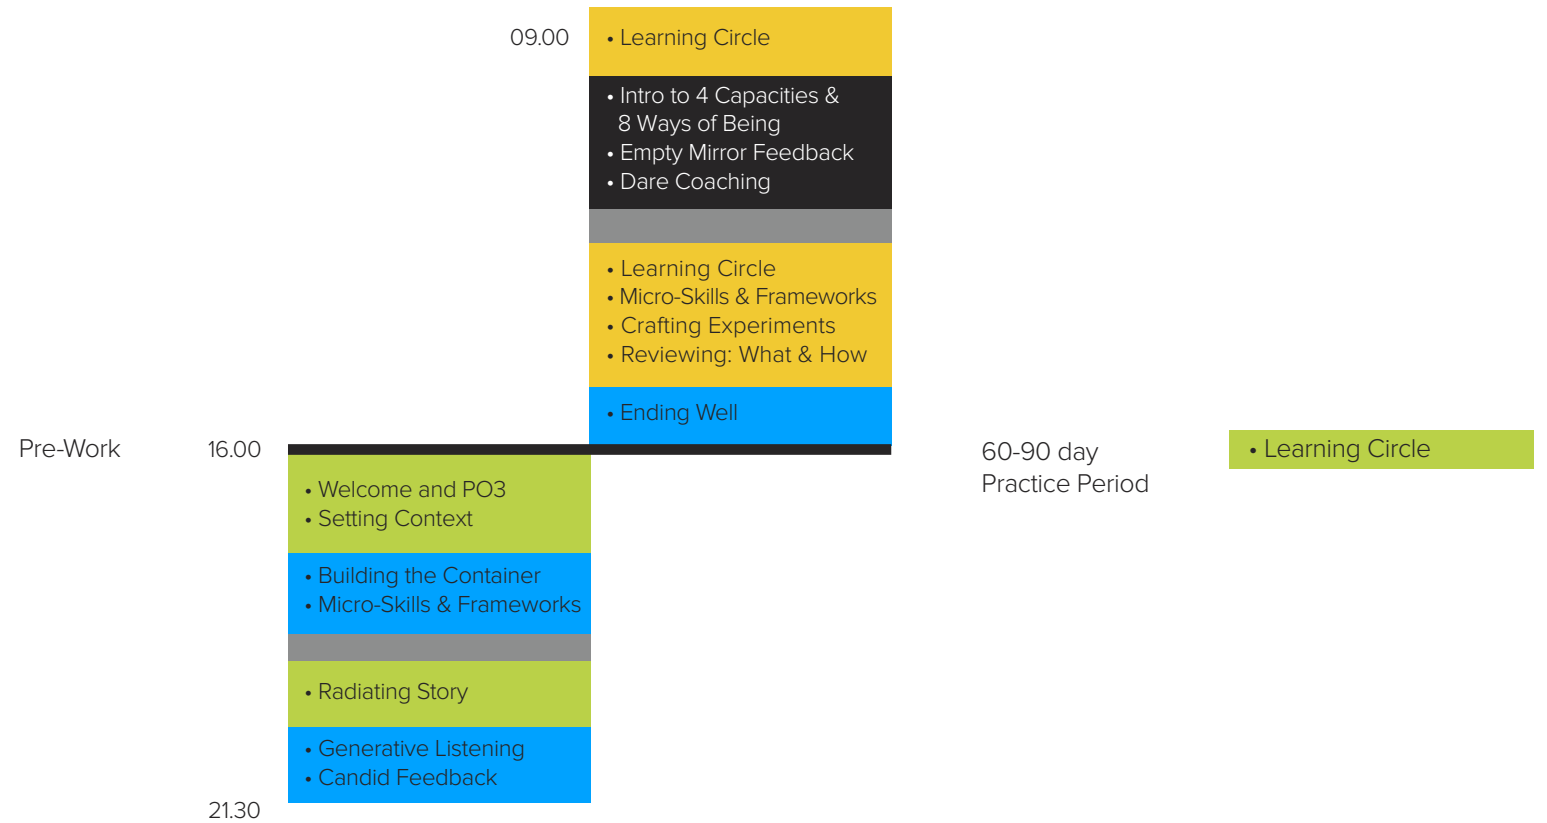 Pre-Work
16.00
• Welcome and PO3
• Setting Context
• Building the Container
• Micro-Skills & Frameworks
• Radiating Story
• Generative Listening
• Candid Feedback
21.30
09.00
• Learning Circle
• Intro to 4 Capacities &
8 Ways of Being
• Empty Mirror Feedback
• Dare Coaching
• Learning Circle
• Micro-Skills & Frameworks
• Crafting Experiments
• Reviewing: What & How
• Ending Well
60-90 day
Practice Period
• Learning Circle